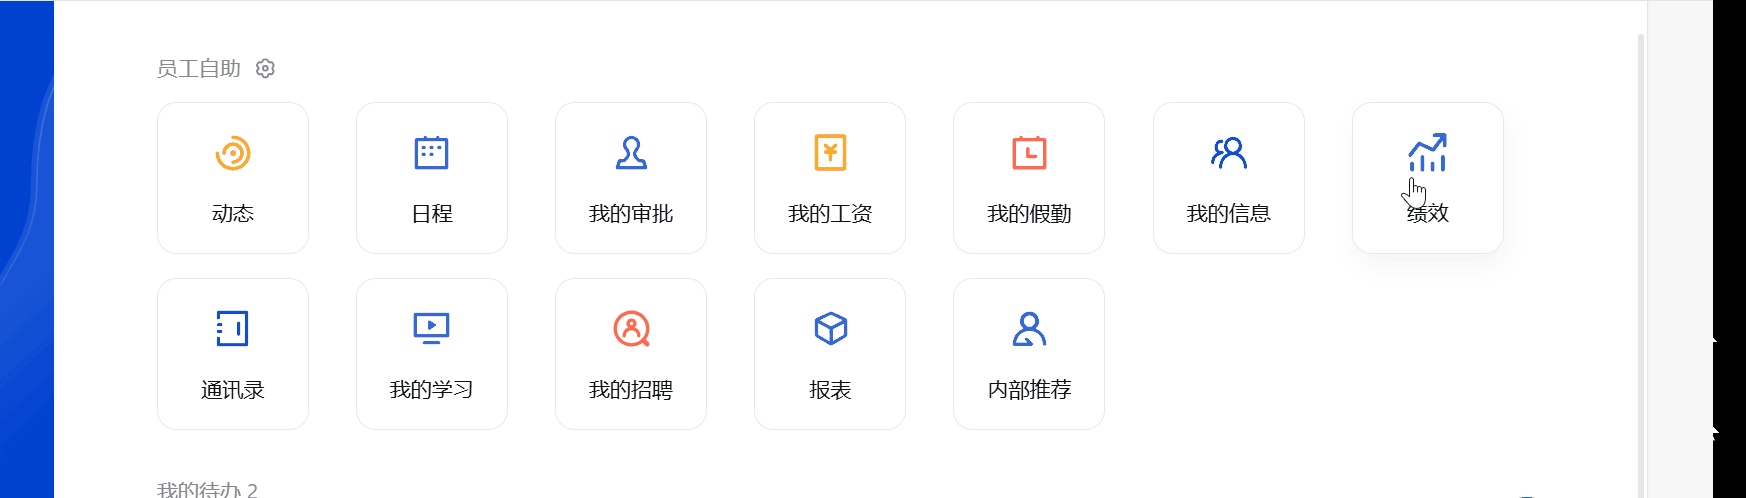 员工自助
动态
日程
我的审批
我的工资
我的假勤
我的信息
绩效
通讯录
我的学习
我的招聘
报表
内部推荐
我的待办 2